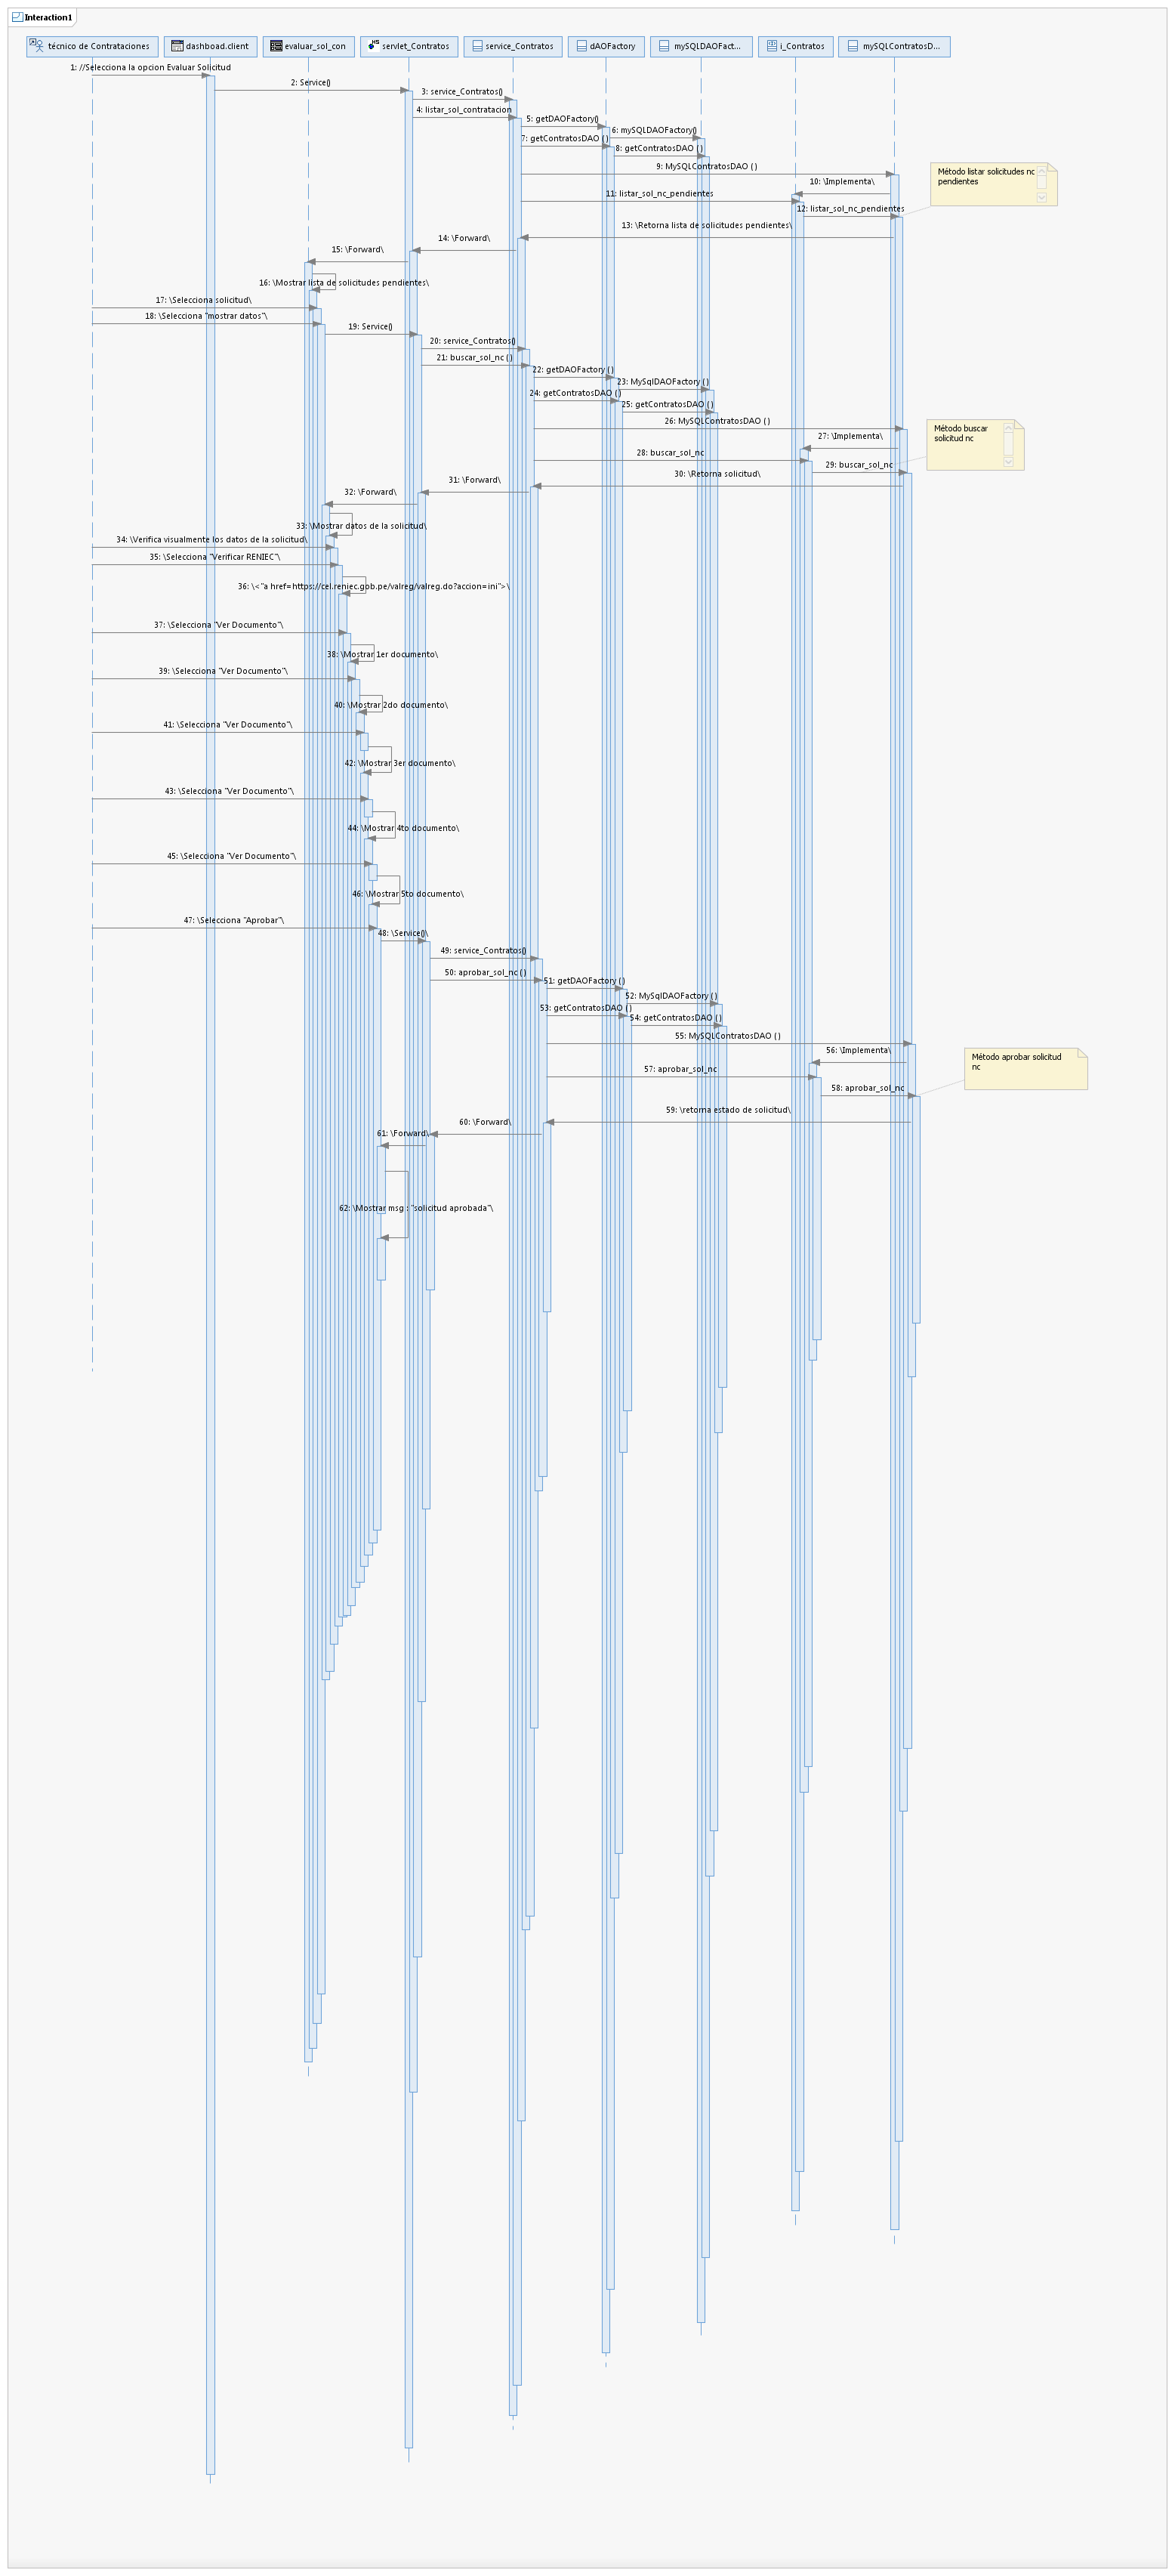 Interaction1
técnico de Contrataciones
dashboad.client
evaluar_sol_con
servlet_Contratos
service_Contratos
dAOFactory
mySQLDAOFact...
i_Contratos
mySQLContratosD...
1: //Selecciona la opcion Evaluar Solicitud
2: Service()
3: service_Contratos()
4: listar_sol_contratacion
5: getDAOFactory()
6: mySQLDAOFactory()
7: getContratosDAO ( )
8: getContratosDAO ( )
9: MySQLContratosDAO ( )
Método listar solicitudes nc
pendientes
10: \Implementa\
11: listar_sol_nc_pendientes
12: listar_sol_nc_pendientes
13: \Retorna lista de solicitudes pendientes\
14: \Forward\
15: \Forward\
16: \Mostrar lista de solicitudes pendientes\
17: \Selecciona solicitud\
18: \Selecciona "mostrar datos"\
19: Service()
20: service_Contratos()
21: buscar_sol_nc ( )
22: getDAOFactory ( )
23: MySqlDAOFactory ( )
24: getContratosDAO ( )
25: getContratosDAO ( )
26: MySQLContratosDAO ( )
Método buscar
solicitud nc
27: \Implementa\
28: buscar_sol_nc
29: buscar_sol_nc
30: \Retorna solicitud\
31: \Forward\
32: \Forward\
33: \Mostrar datos de la solicitud\
34: \Verifica visualmente los datos de la solicitud\
35: \Selecciona "Verificar RENIEC"\
36: \<"a href=https://cel.reniec.gob.pe/valreg/valreg.do?accion=ini">\
37: \Selecciona "Ver Documento"\
38: \Mostrar 1er documento\
39: \Selecciona "Ver Documento"\
40: \Mostrar 2do documento\
41: \Selecciona "Ver Documento"\
42: \Mostrar 3er documento\
43: \Selecciona "Ver Documento"\
44: \Mostrar 4to documento\
45: \Selecciona "Ver Documento"\
46: \Mostrar 5to documento\
47: \Selecciona "Aprobar"\
48: \Service()\
49: service_Contratos()
50: aprobar_sol_nc ( )
51: getDAOFactory ( )
52: MySqlDAOFactory ( )
53: getContratosDAO ( )
54: getContratosDAO ( )
55: MySQLContratosDAO ( )
Método aprobar solicitud
nc
56: \Implementa\
57: aprobar_sol_nc
58: aprobar_sol_nc
59: \retorna estado de solicitud\
60: \Forward\
61: \Forward\
62: \Mostrar msg : "solicitud aprobada"\